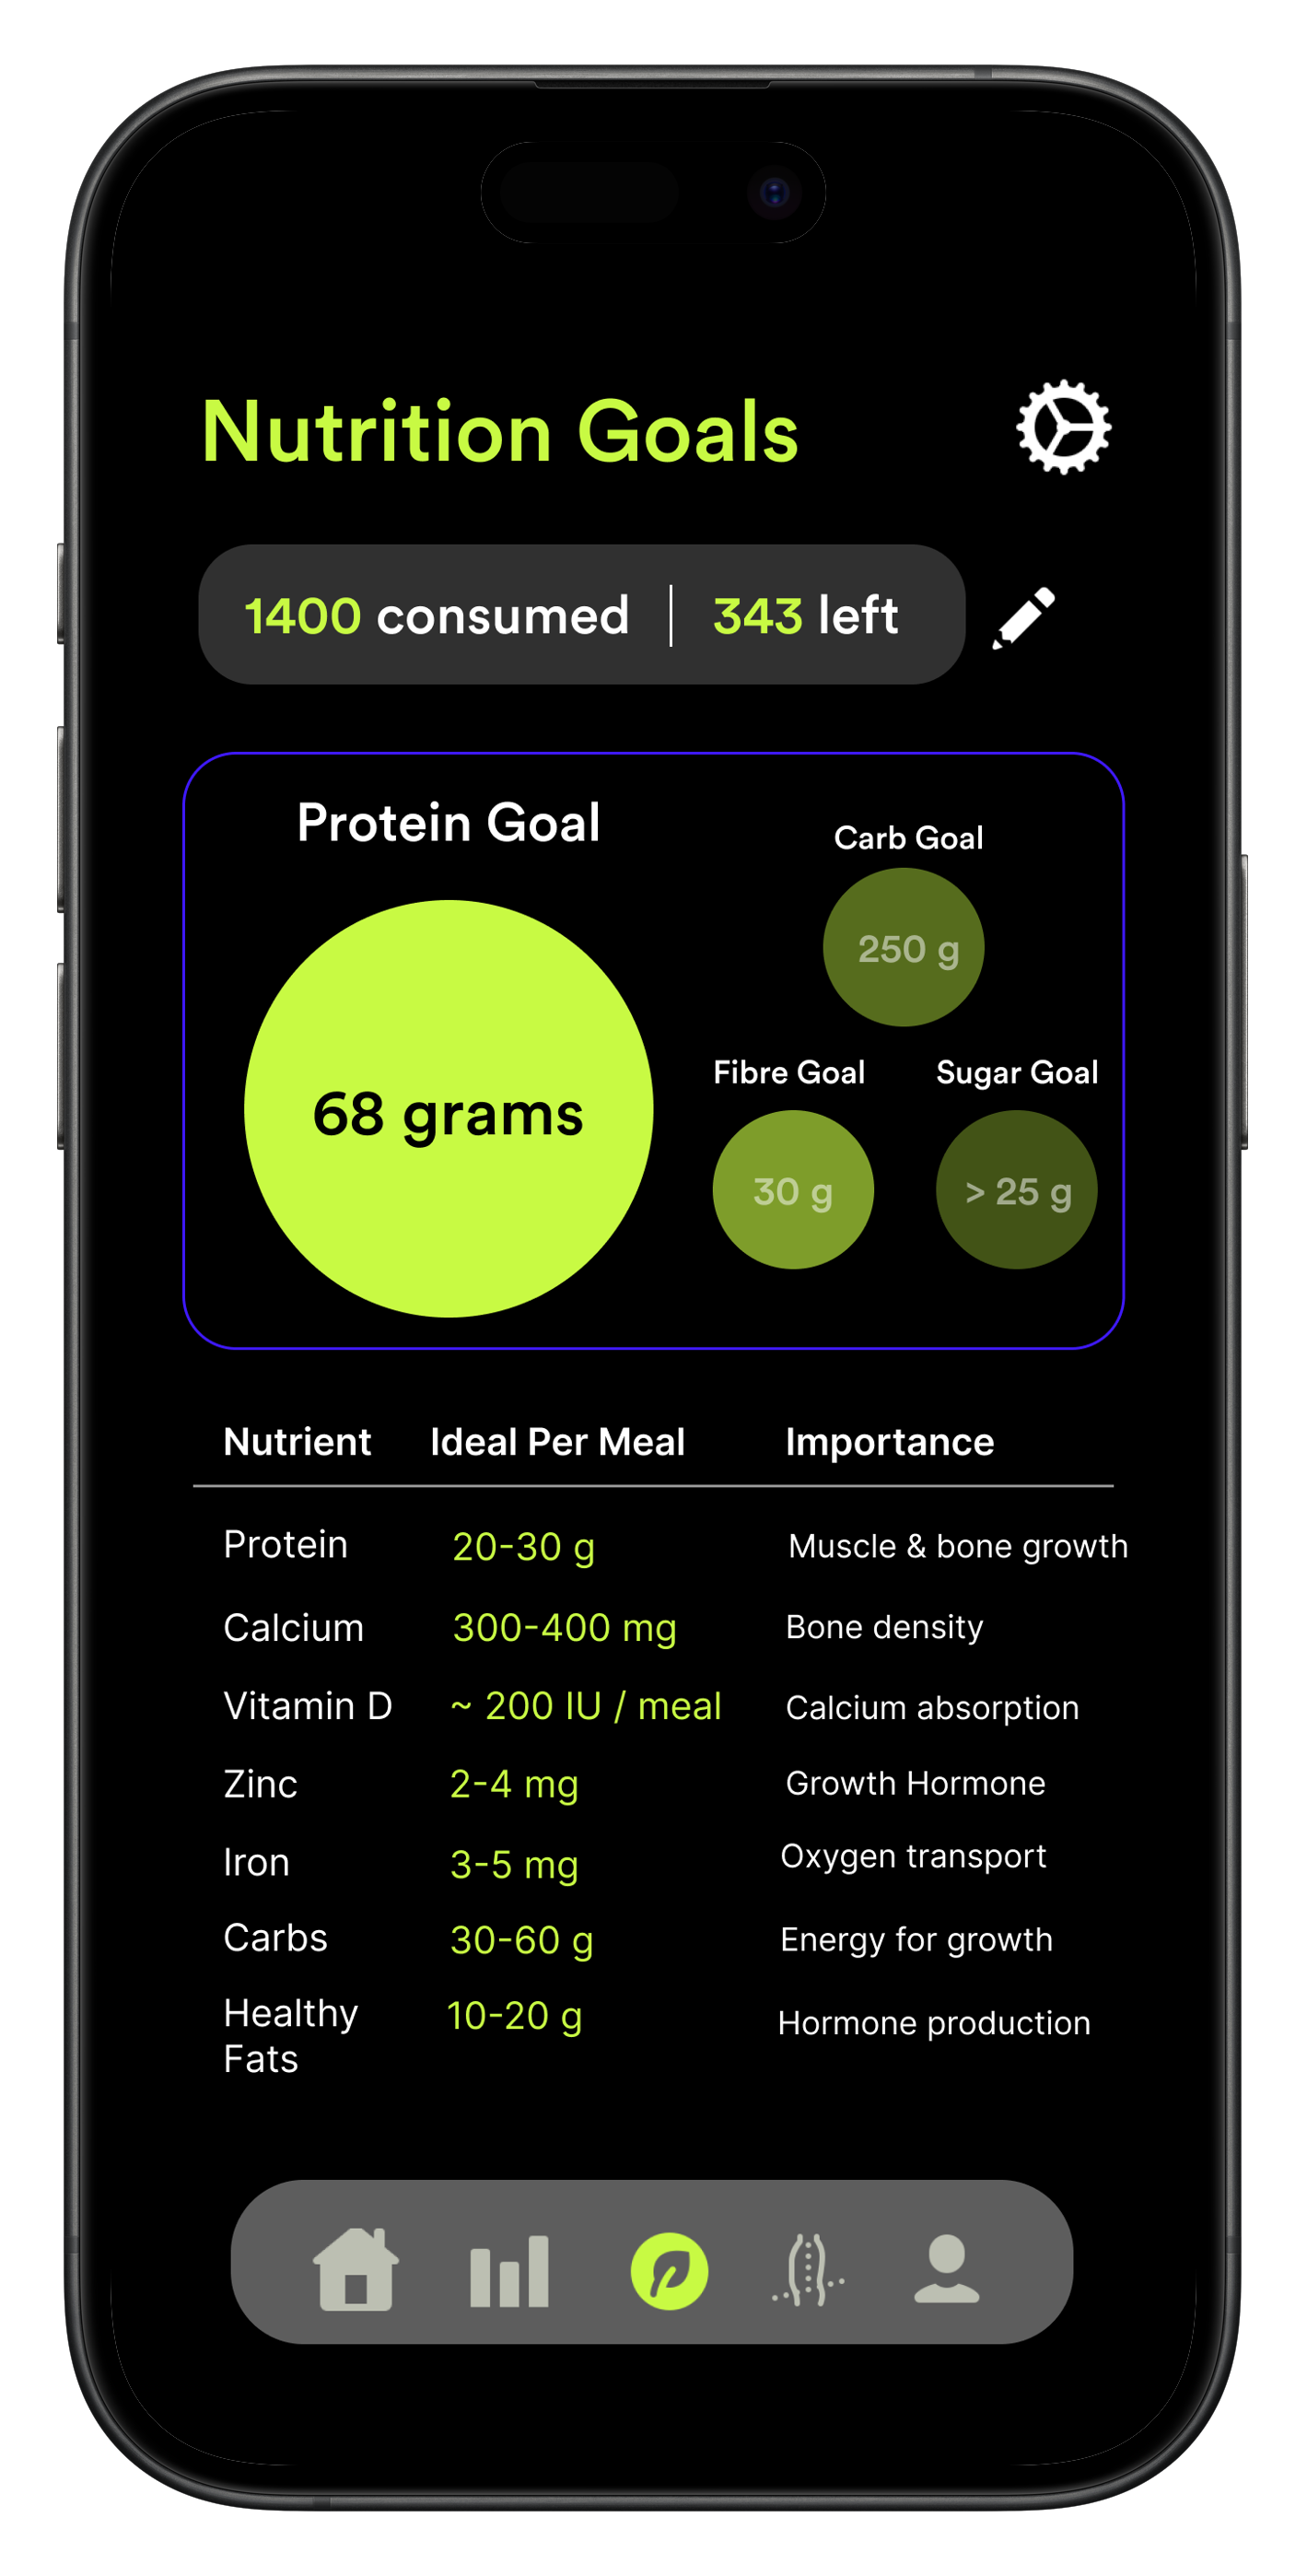 Nutrition Goals
1400 consumed | 343 left
Protein Goal
68 grams
Carb Goal
250 g
Fibre Goal
30 g
Sugar Goal
> 25 g
Nutrient Ideal Per Meal Importance
Protein 20-30 g Muscle & bone growth
Calcium 300-400 mg Bone density
Vitamin D ~ 200 IU / meal Calcium absorption
Zinc 2-4 mg Growth Hormone
Iron 3-5 mg Oxygen transport
Carbs 30-60 g Energy for growth
Healthy 10-20 g Hormone production
Fats